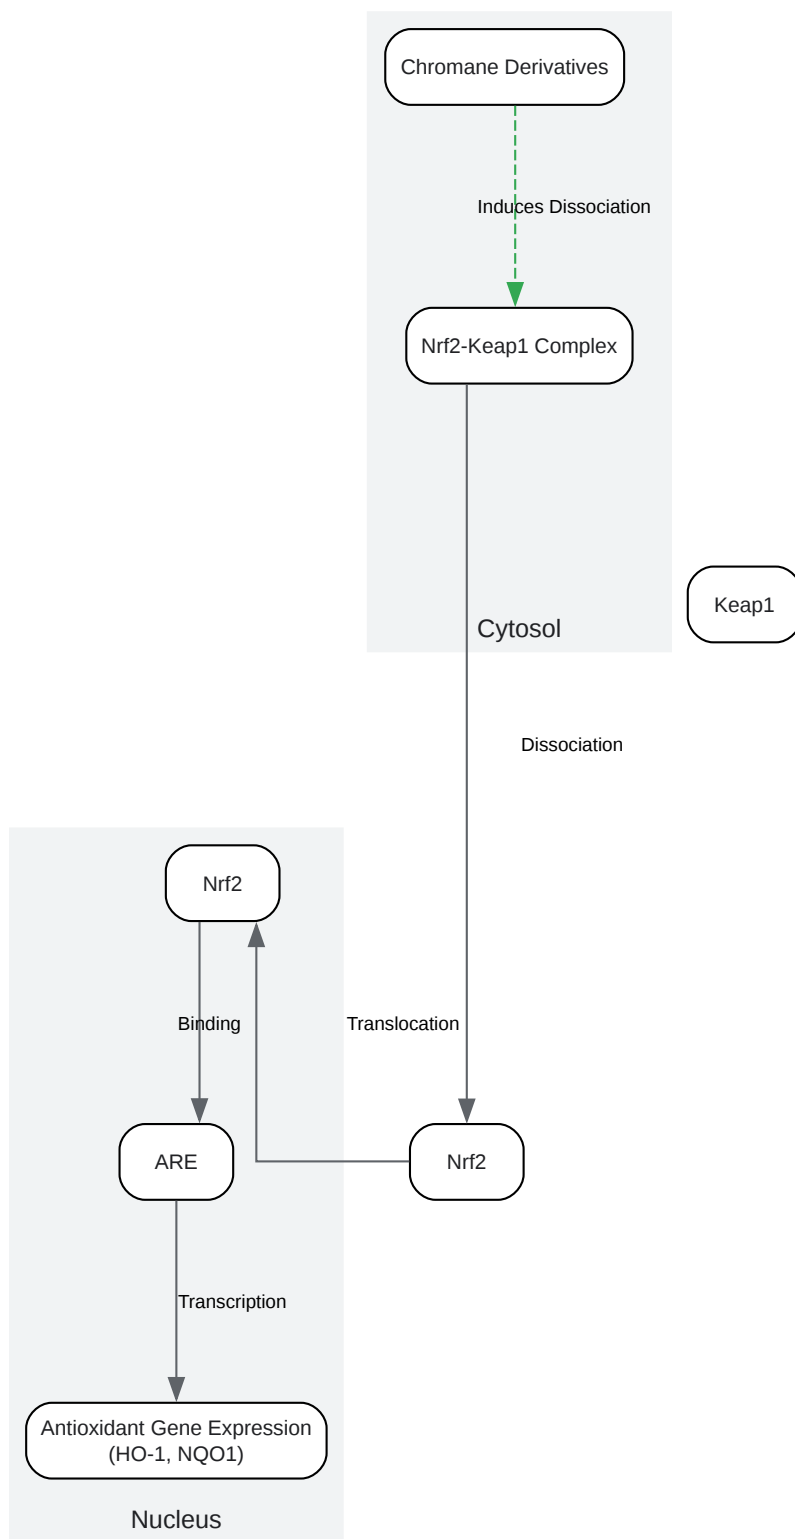 Chromane Derivatives
Induces Dissociation
Nrf2-Keap1 Complex
Keap1
Cytosol
Dissociation
Nrf2
Binding
Translocation
ARE
Nrf2
Transcription
Antioxidant Gene Expression
(HO-1, NQO1)
Nucleus